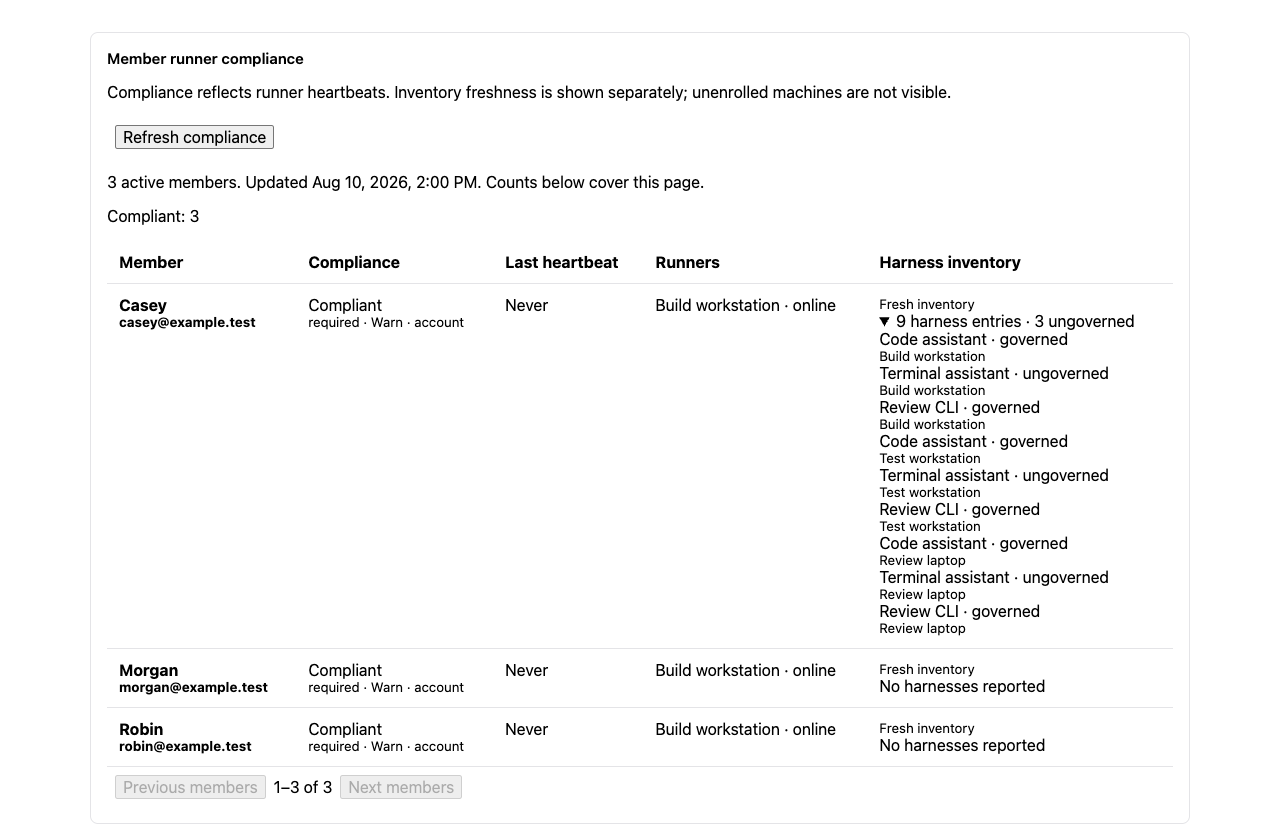 Member runner compliance
Compliance reflects runner heartbeats. Inventory freshness is shown separately; unenrolled machines are not visible.
Refresh compliance
3 active members. Updated Aug 10, 2026, 2:00 PM. Counts below cover this page.
Compliant: 3
Member Compliance Last heartbeat Runners Harness inventory
Casey Compliant Never Build workstation · online Fresh inventory
casey@example.test required · Warn · account ▼ 9 harness entries · 3 ungoverned
Code assistant · governed
Build workstation
Terminal assistant · ungoverned
Build workstation
Review CLI · governed
Build workstation
Code assistant · governed
Test workstation
Terminal assistant · ungoverned
Test workstation
Review CLI · governed
Test workstation
Code assistant · governed
Review laptop
Terminal assistant · ungoverned
Review laptop
Review CLI · governed
Review laptop
Morgan Compliant Never Build workstation · online Fresh inventory
morgan@example.test required · Warn · account No harnesses reported
Robin Compliant Never Build workstation · online Fresh inventory
robin@example.test required · Warn · account No harnesses reported
Previous members 1–3 of 3 Next members